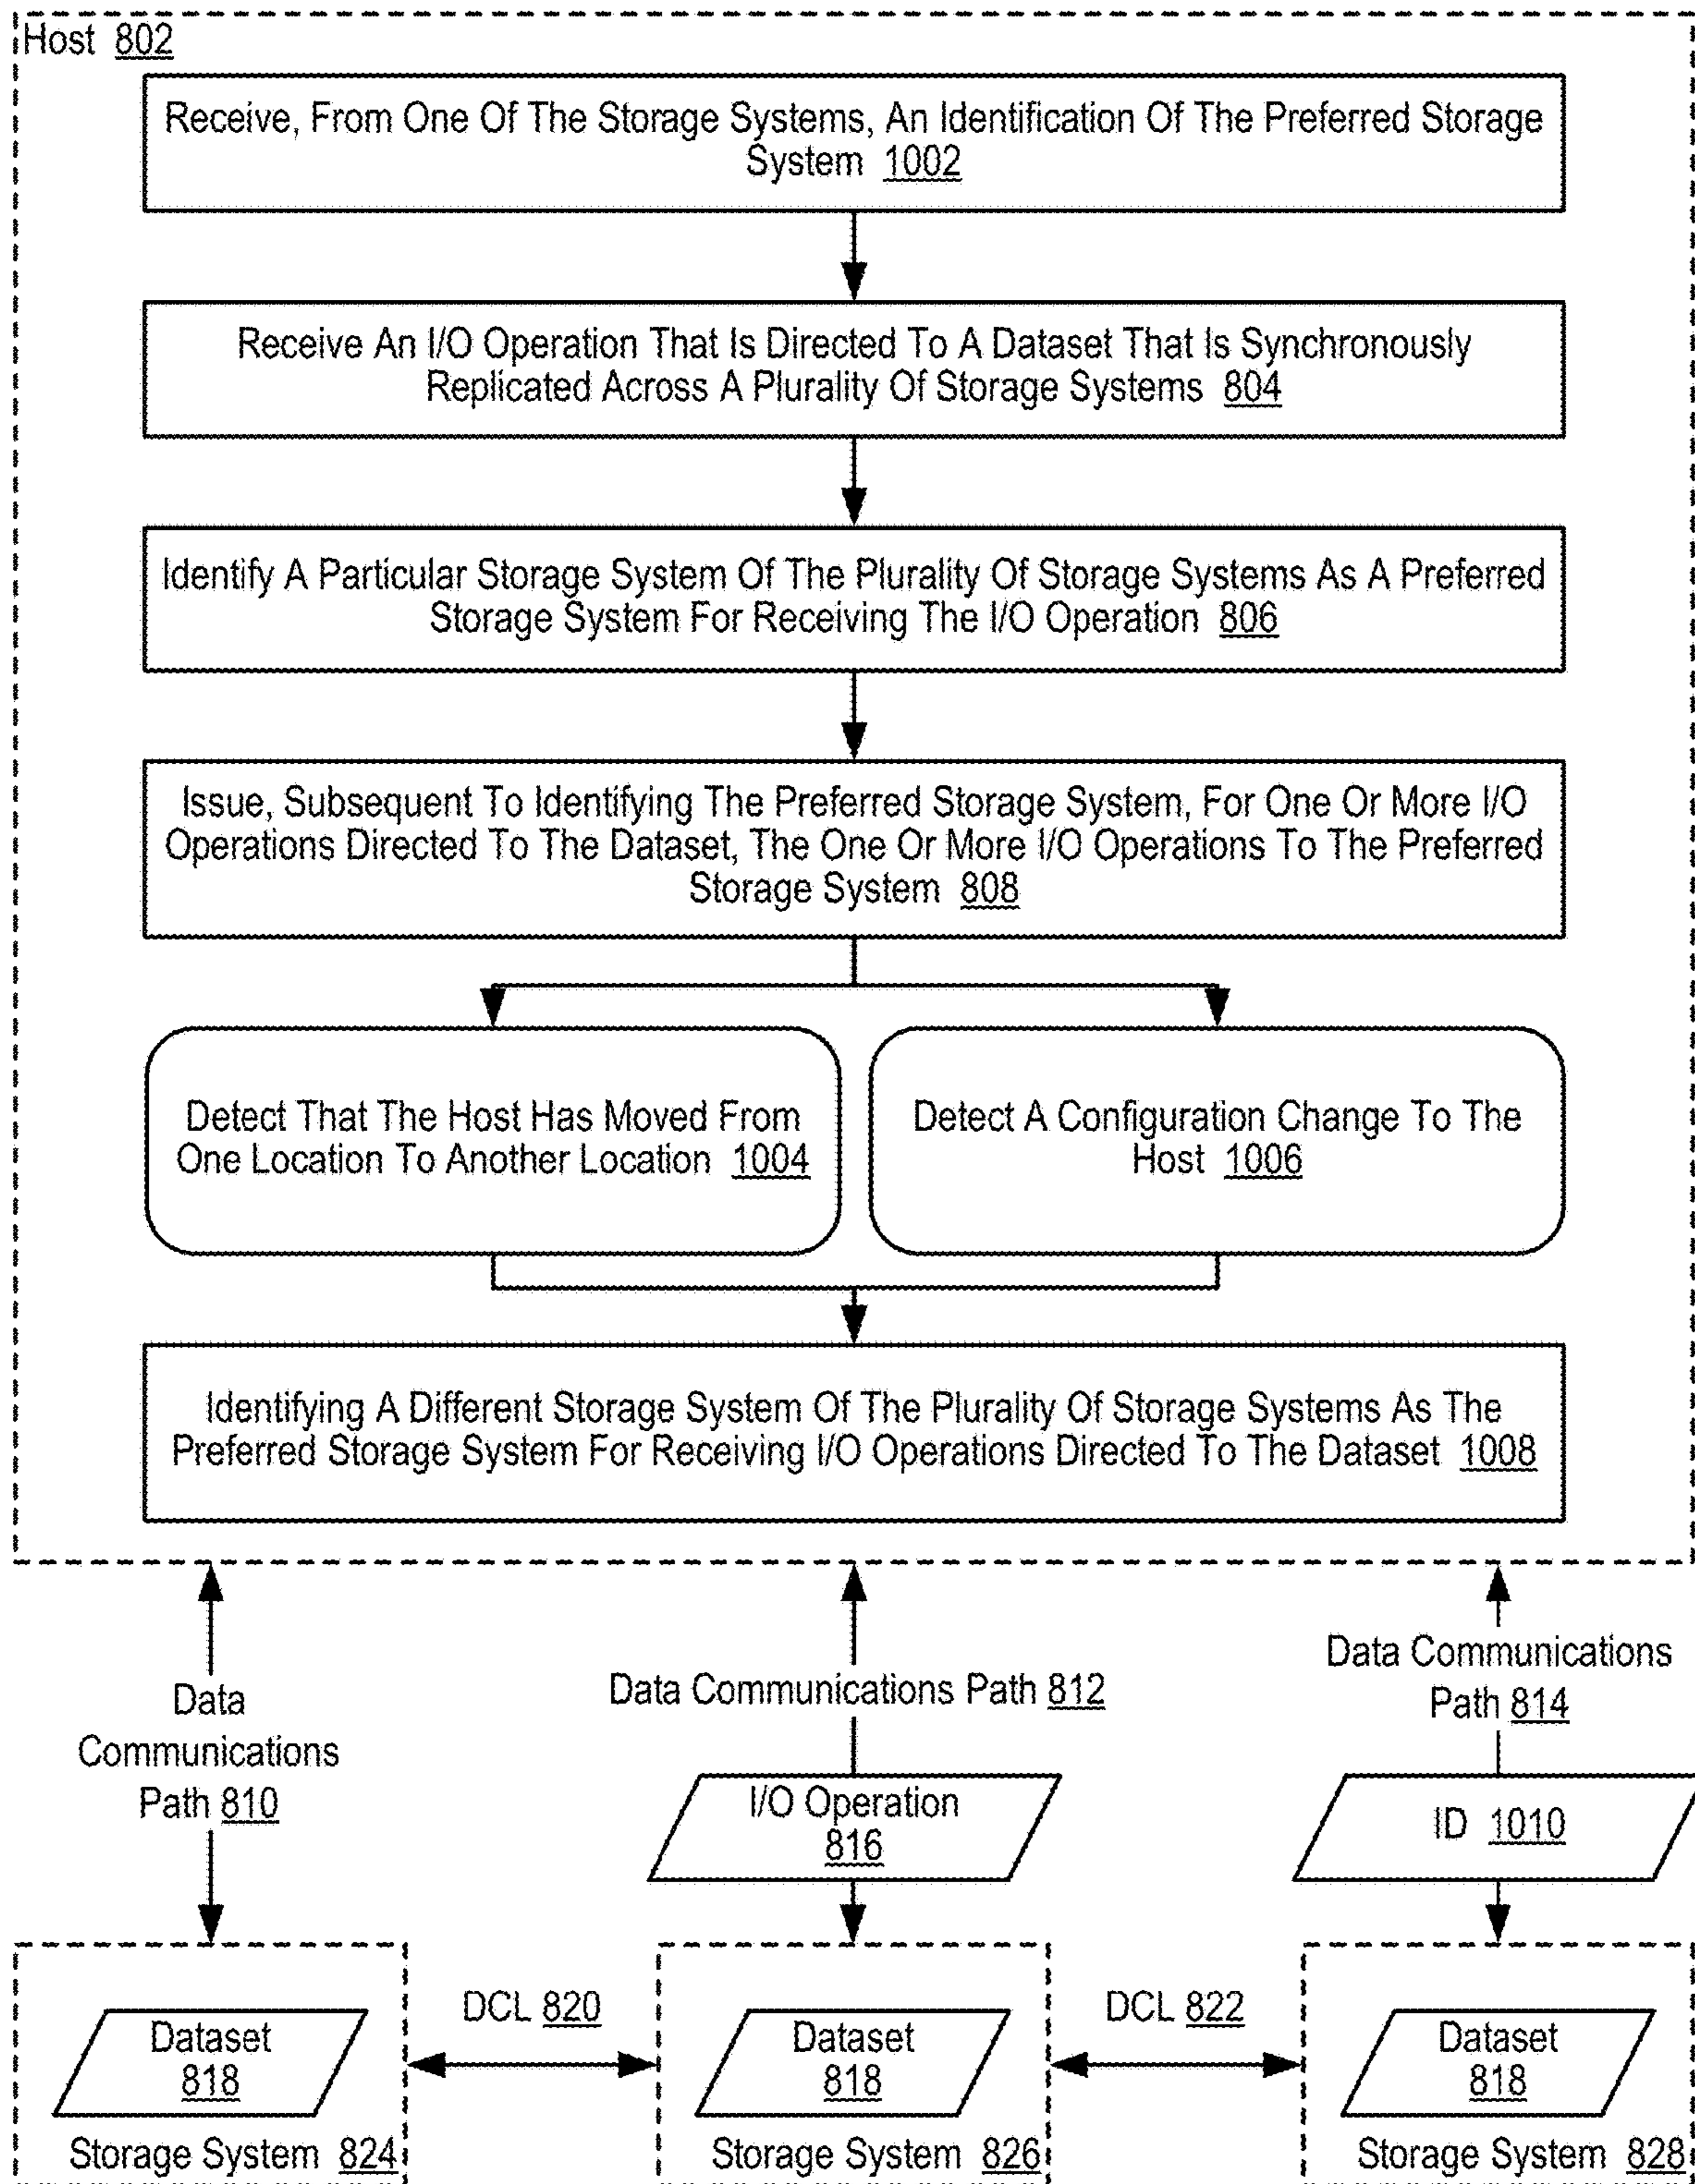 Host 802
Receive, From One Of The Storage Systems, An Identification Of The Preferred Storage
System 1002
Receive An I/O Operation That Is Directed To A Dataset That Is Synchronously
Replicated Across A Plurality Of Storage Systems 804
Identify A Particular Storage System Of The Plurality Of Storage Systems As A Preferred
Storage System For Receiving The I/O Operation 806
Issue, Subsequent To Identifying The Preferred Storage System, For One Or More I/O
Operations Directed To The Dataset, The One Or More I/O Operations To The Preferred
Storage System 808
Detect That The Host Has Moved From
One Location To Another Location 1004
Detect A Configuration Change To The
Host 1006
Identifying A Different Storage System Of The Plurality Of Storage Systems As The
Preferred Storage System For Receiving I/O Operations Directed To The Dataset 1008
Data
Communications
Path 810
Data Communications Path 812
Data Communications
Path 814
I/O Operation
816
ID 1010
Dataset
818
Storage System 824
DCL 820
Dataset
818
Storage System 826
DCL 822
Dataset
818
Storage System 828